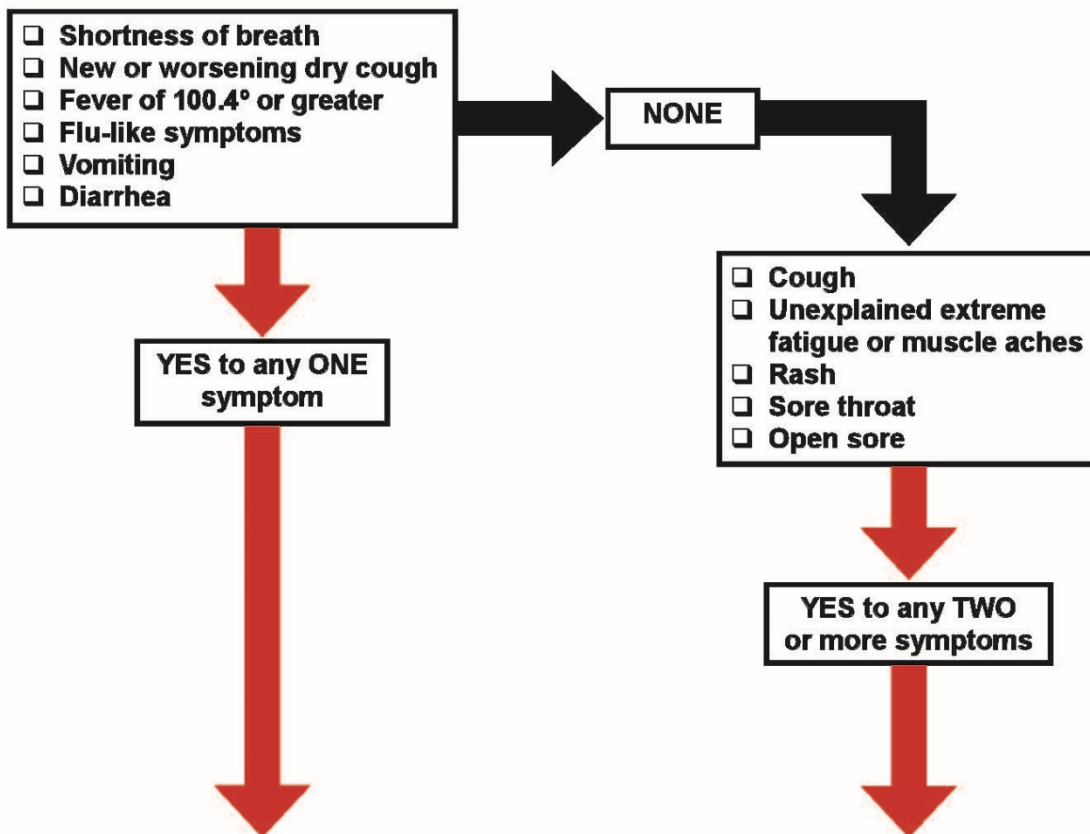 Shortness of breath
New or worsening dry cough
Fever of 100.4º or greater
Flu-like symptoms
Vomiting
Diarrhea
NONE
Cough
Unexplained extreme
fatigue or muscle aches
Rash
Sore throat
Open sore
YES to any ONE
symptom
YES to any TWO
or more symptoms